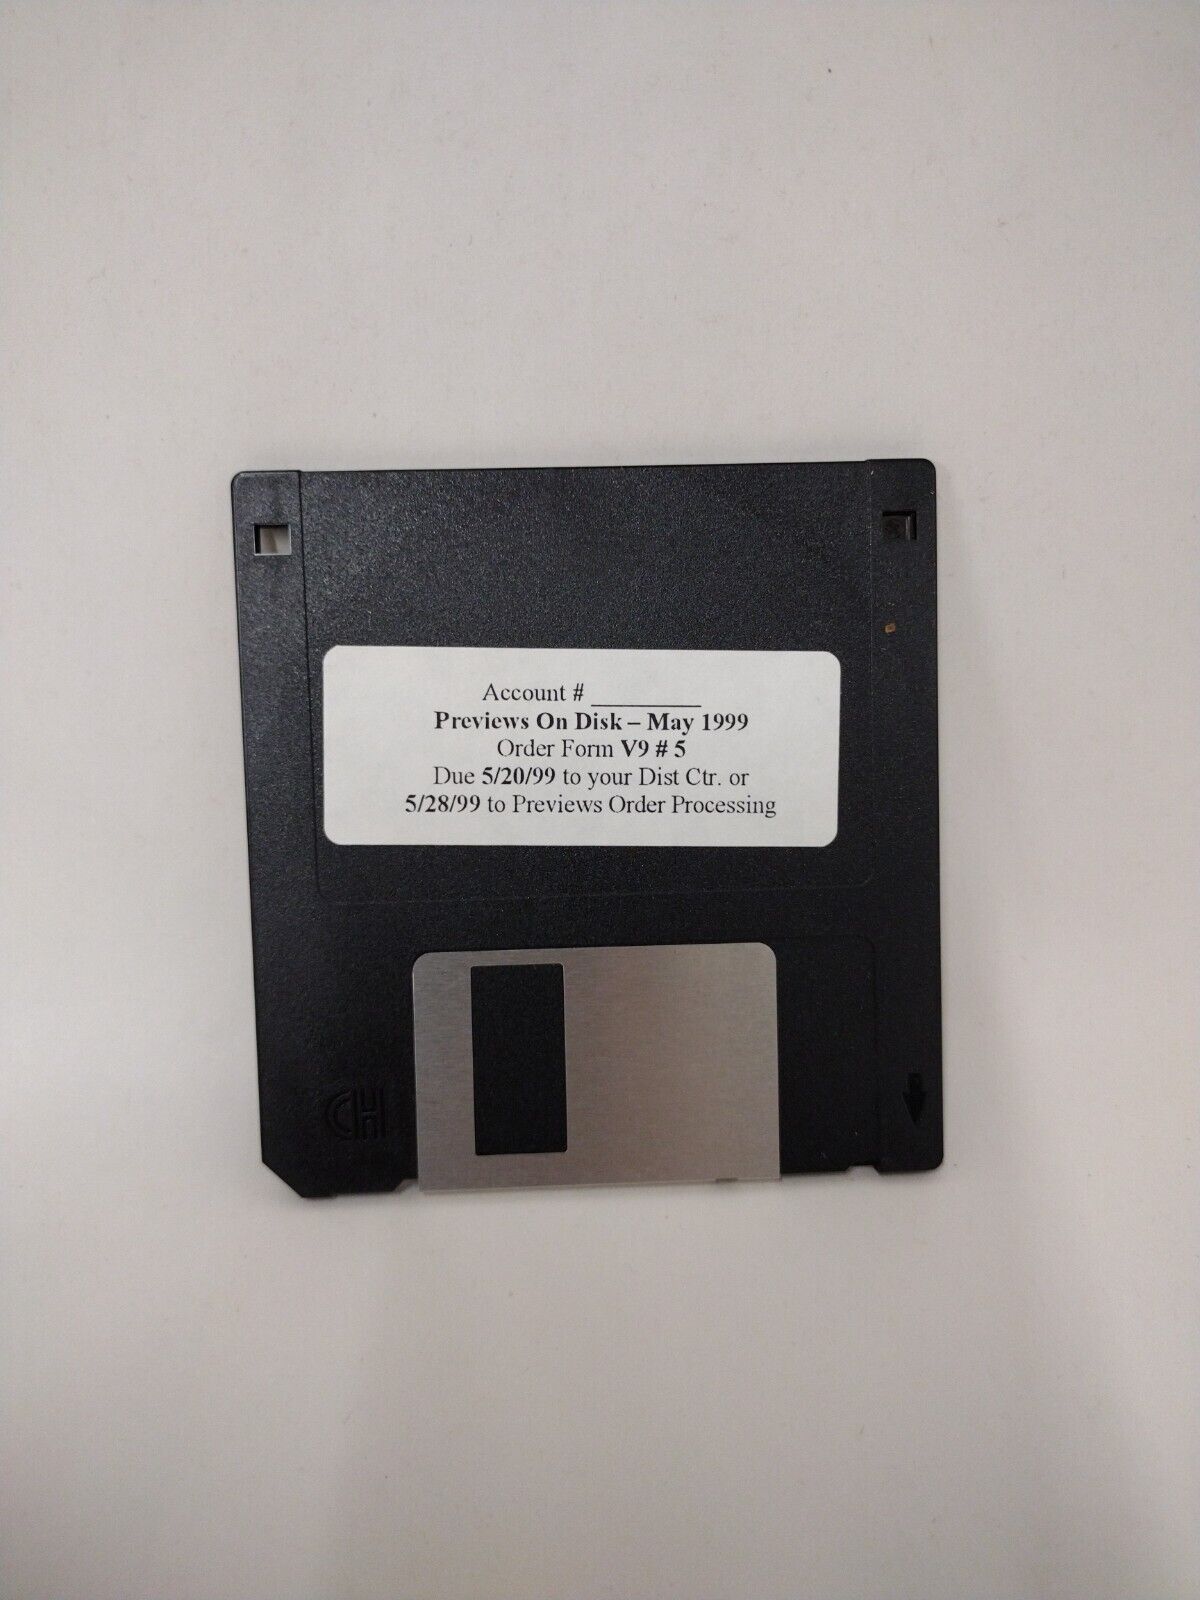 Account # _________
Previews On Disk – May 1999
Order Form V9 # 5
Due 5/20/99 to your Dist Ctr. or
5/28/99 to Previews Order Processing